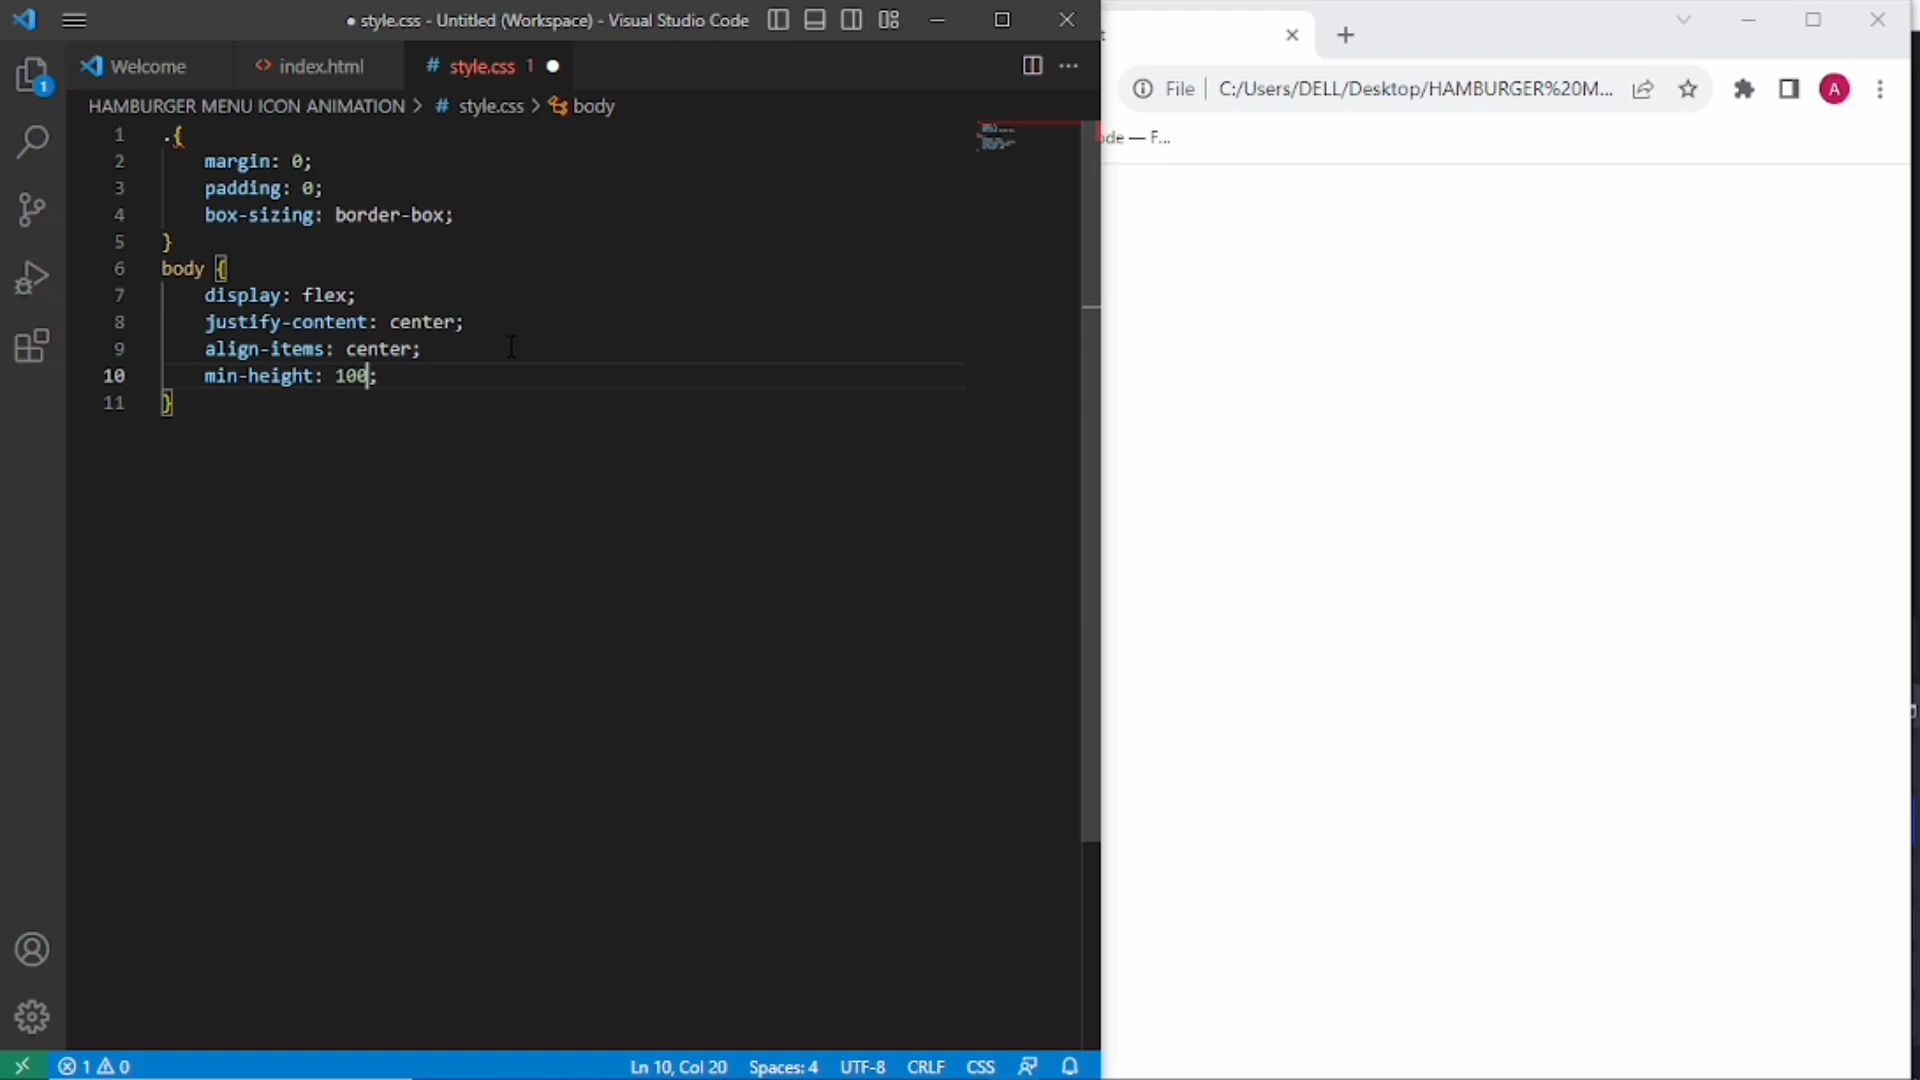 ● style.css - Untitled (Workspace) - Visual Studio Code
Welcome
index.html
# style.css 1 ●
HAMBURGER MENU ICON ANIMATION > # style.css > body
1 .{
2 margin: 0;
3 padding: 0;
4 box-sizing: border-box;
5 }
6 body {
7 display: flex;
8 justify-content: center;
9 align-items: center;
10 min-height: 100;
11 }
1
1 0
Ln 10, Col 20 Spaces: 4 UTF-8 CRLF CSS
File C:/Users/DELL/Desktop/HAMBURGER%20M...
A
ode — F...